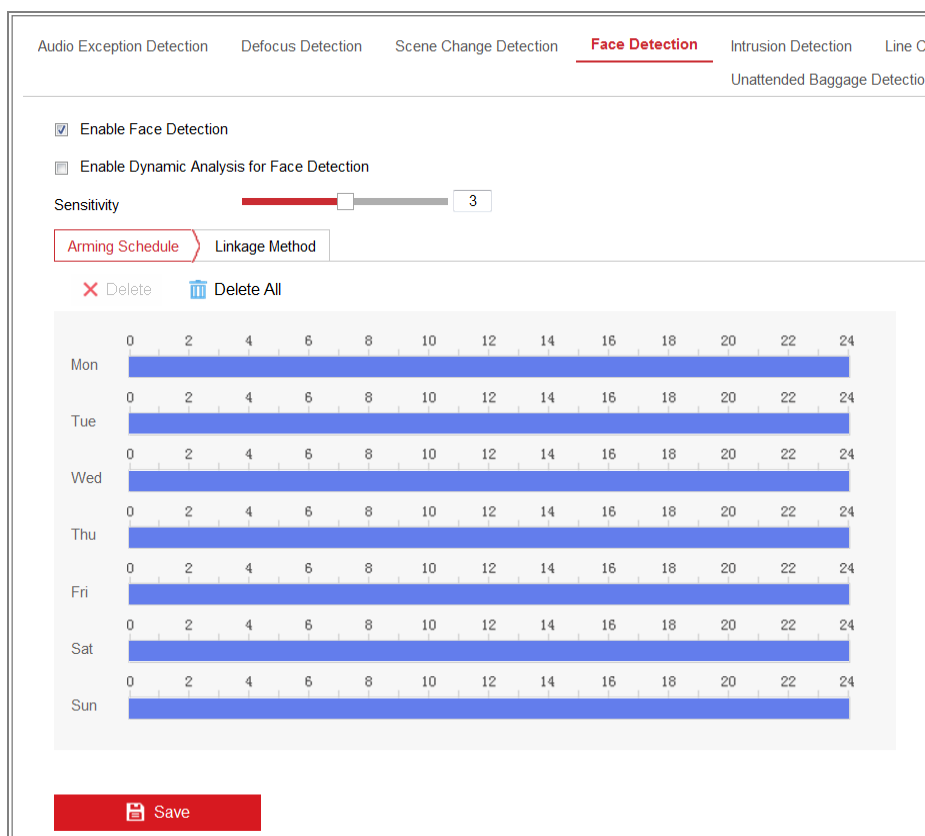 Audio Exception Detection Defocus Detection Scene Change Detection Face Detection Intrusion Detection Line C
Unattended Baggage Detectio
Enable Face Detection
Enable Dynamic Analysis for Face Detection
Sensitivity 3
Arming Schedule Linkage Method
Delete Delete All
0 2 4 6 8 10 12 14 16 18 20 22 24
Mon
0 2 4 6 8 10 12 14 16 18 20 22 24
Tue
0 2 4 6 8 10 12 14 16 18 20 22 24
Wed
0 2 4 6 8 10 12 14 16 18 20 22 24
Thu
0 2 4 6 8 10 12 14 16 18 20 22 24
Fri
0 2 4 6 8 10 12 14 16 18 20 22 24
Sat
0 2 4 6 8 10 12 14 16 18 20 22 24
Sun
Save